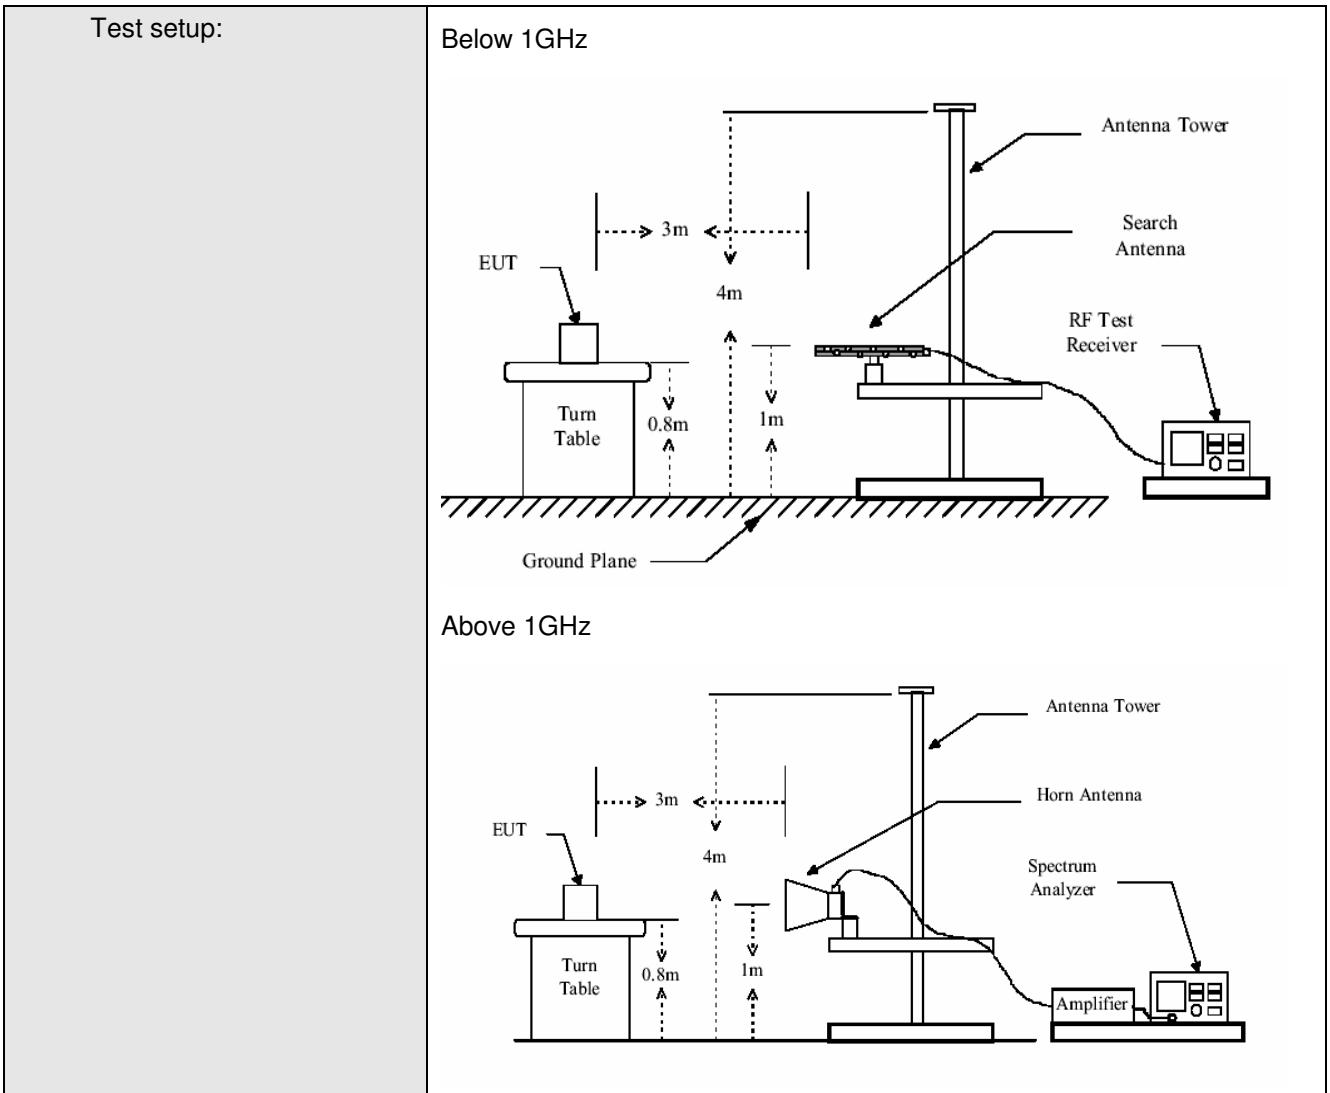 Test setup:
Below 1GHz
Antenna Tower
3m
Search
Antenna
EUT
4m
RF Test
Receiver
Turn
Table
0.8m
1m
Ground Plane
Above 1GHz
Antenna Tower
3m
Horn Antenna
EUT
4m
Spectrum
Analyzer
Turn
Table
0.8m
1m
Amplifier